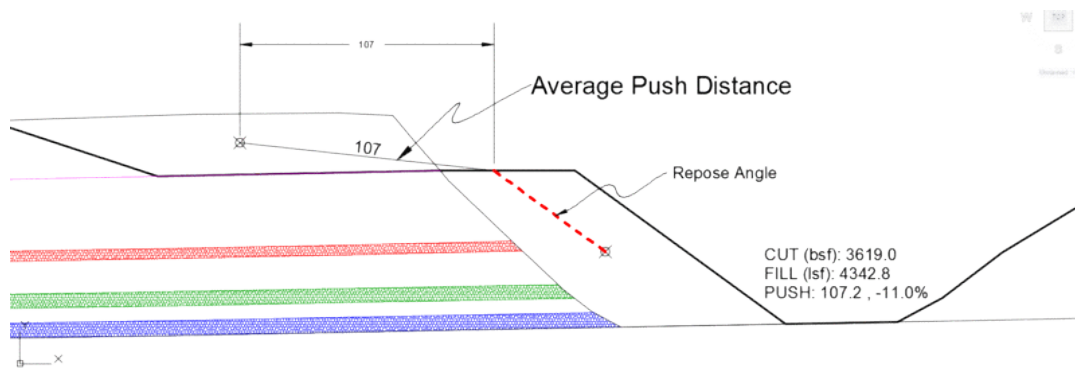 107
W
TOP
Average Push Distance
S
107
Repose Angle
CUT (bsf): 3619.0
FILL (lsf): 4342.8
PUSH: 107.2 , -11.0%
Y
X